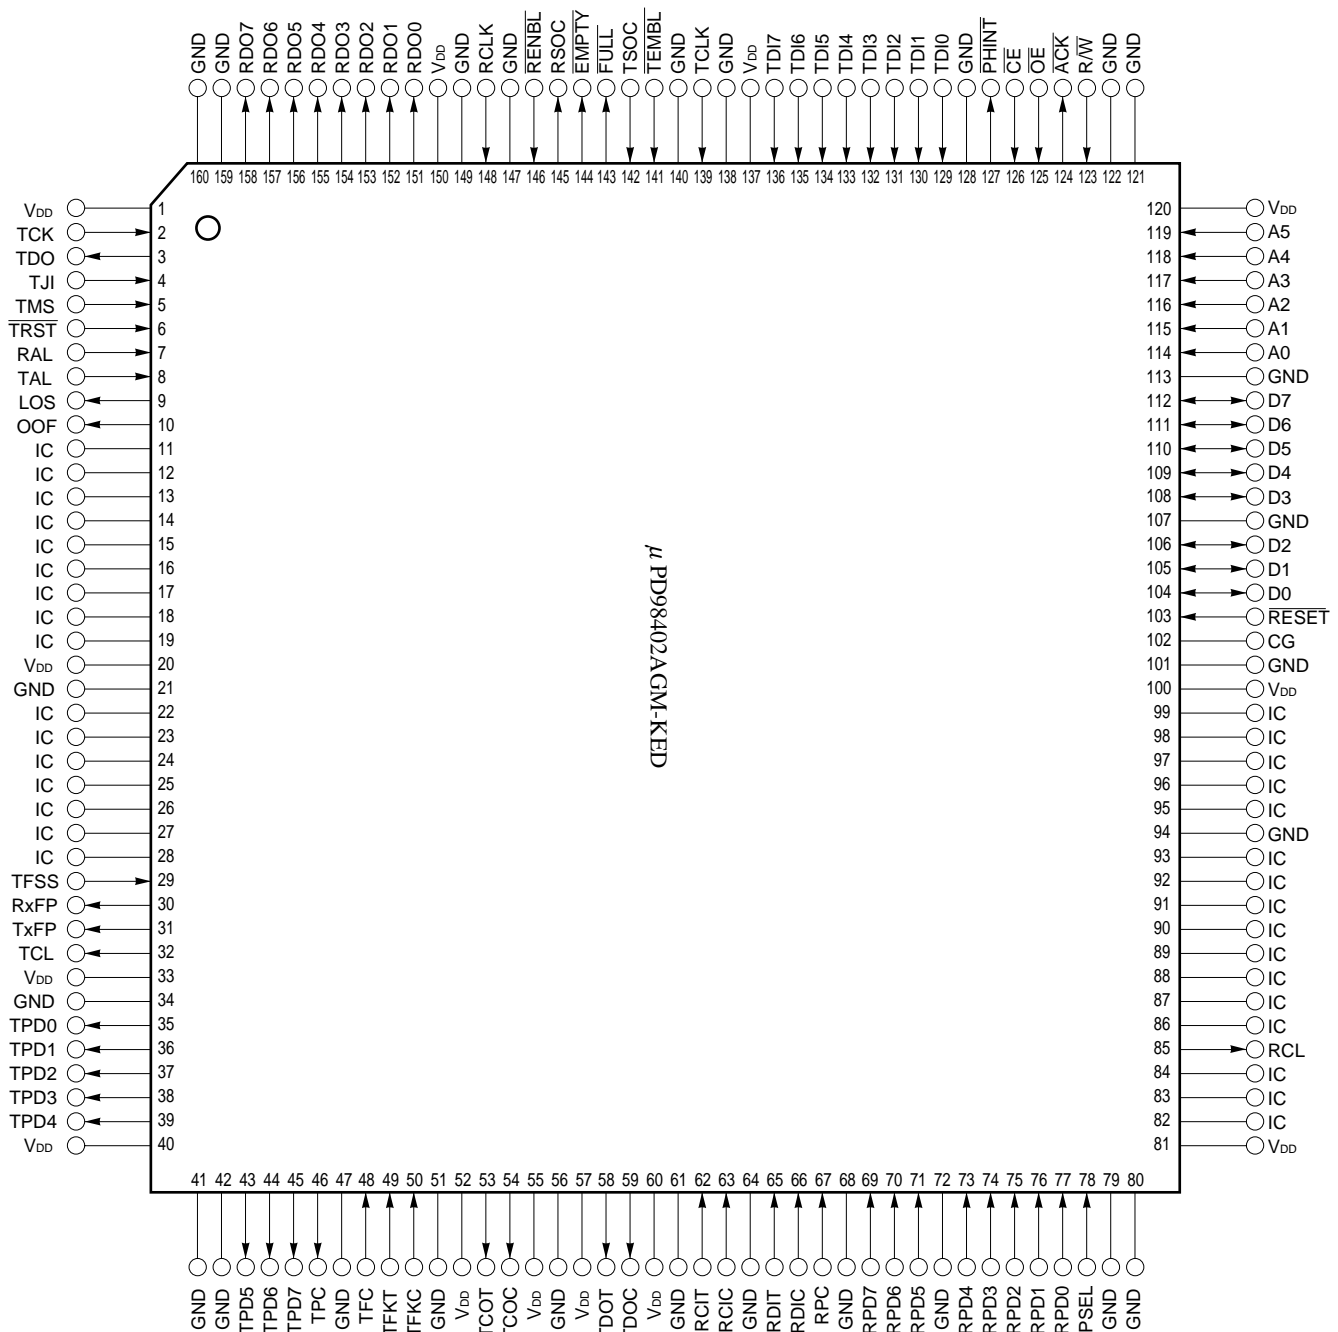 GND GND RDO7 RDO6 RDO5 RDO4 RDO3 RDO2 RDO1 RDO0 VDD GND RCLK GND RENBL RSOC EMPTY FULL TSOC TEMBL GND TCLK GND VDD TDI7 TDI6 TDI5 TDI4 TDI3 TDI2 TDI1 TDI0 GND PHINT CE OE ACK R/W GND GND
160 159 158 157 156 155 154 153 152 151 150 149 148 147 146 145 144 143 142 141 140 139 138 137 136 135 134 133 132 131 130 129 128 127 126 125 124 123 122 121
VDD 1 120 VDD
TCK 2 119 A5
TDO 3 118 A4
TJI 4 117 A3
TMS 5 116 A2
TRST 6 115 A1
RAL 7 114 A0
TAL 8 113 GND
LOS 9 112 D7
OOF 10 111 D6
IC 11 110 D5
IC 12 109 D4
IC 13 108 D3
IC 14 107 GND
IC 15 106 D2
IC 16 105 D1
IC 17 104 D0
IC 18 103 RESET
IC 19 102 CG
VDD 20 101 GND
GND 21 100 VDD
IC 22 99 IC
IC 23 98 IC
IC 24 97 IC
IC 25 96 IC
IC 26 95 IC
IC 27 94 GND
IC 28 93 IC
TFSS 29 92 IC
RxFP 30 91 IC
TxFP 31 90 IC
TCL 32 89 IC
VDD 33 88 IC
GND 34 87 IC
TPD0 35 86 IC
TPD1 36 85 RCL
TPD2 37 84 IC
TPD3 38 83 IC
TPD4 39 82 IC
VDD 40 81 VDD
μ PD98402AGM-KED
41 42 43 44 45 46 47 48 49 50 51 52 53 54 55 56 57 58 59 60 61 62 63 64 65 66 67 68 69 70 71 72 73 74 75 76 77 78 79 80
GND GND TPD5 TPD6 TPD7 TPC GND TFC TFKT TFKC GND VDD TCOT TCOC VDD GND VDD TDOT TDOC VDD GND RCIT RCIC GND RDIT RDIC RPC GND RPD7 RPD6 RPD5 GND RPD4 RPD3 RPD2 RPD1 RPD0 PSEL GND GND